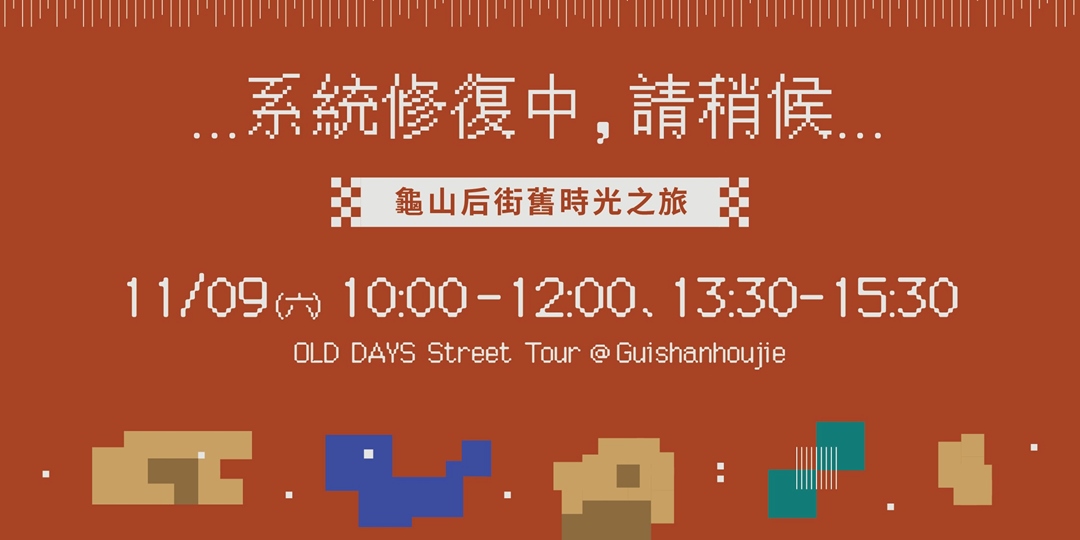 ...系統修復中,請稍候...
龜山后街舊時光之旅
11/09(六) 10:00-12:00、13:30-15:30
OLD DAYS Street Tour @Guishanhoujie